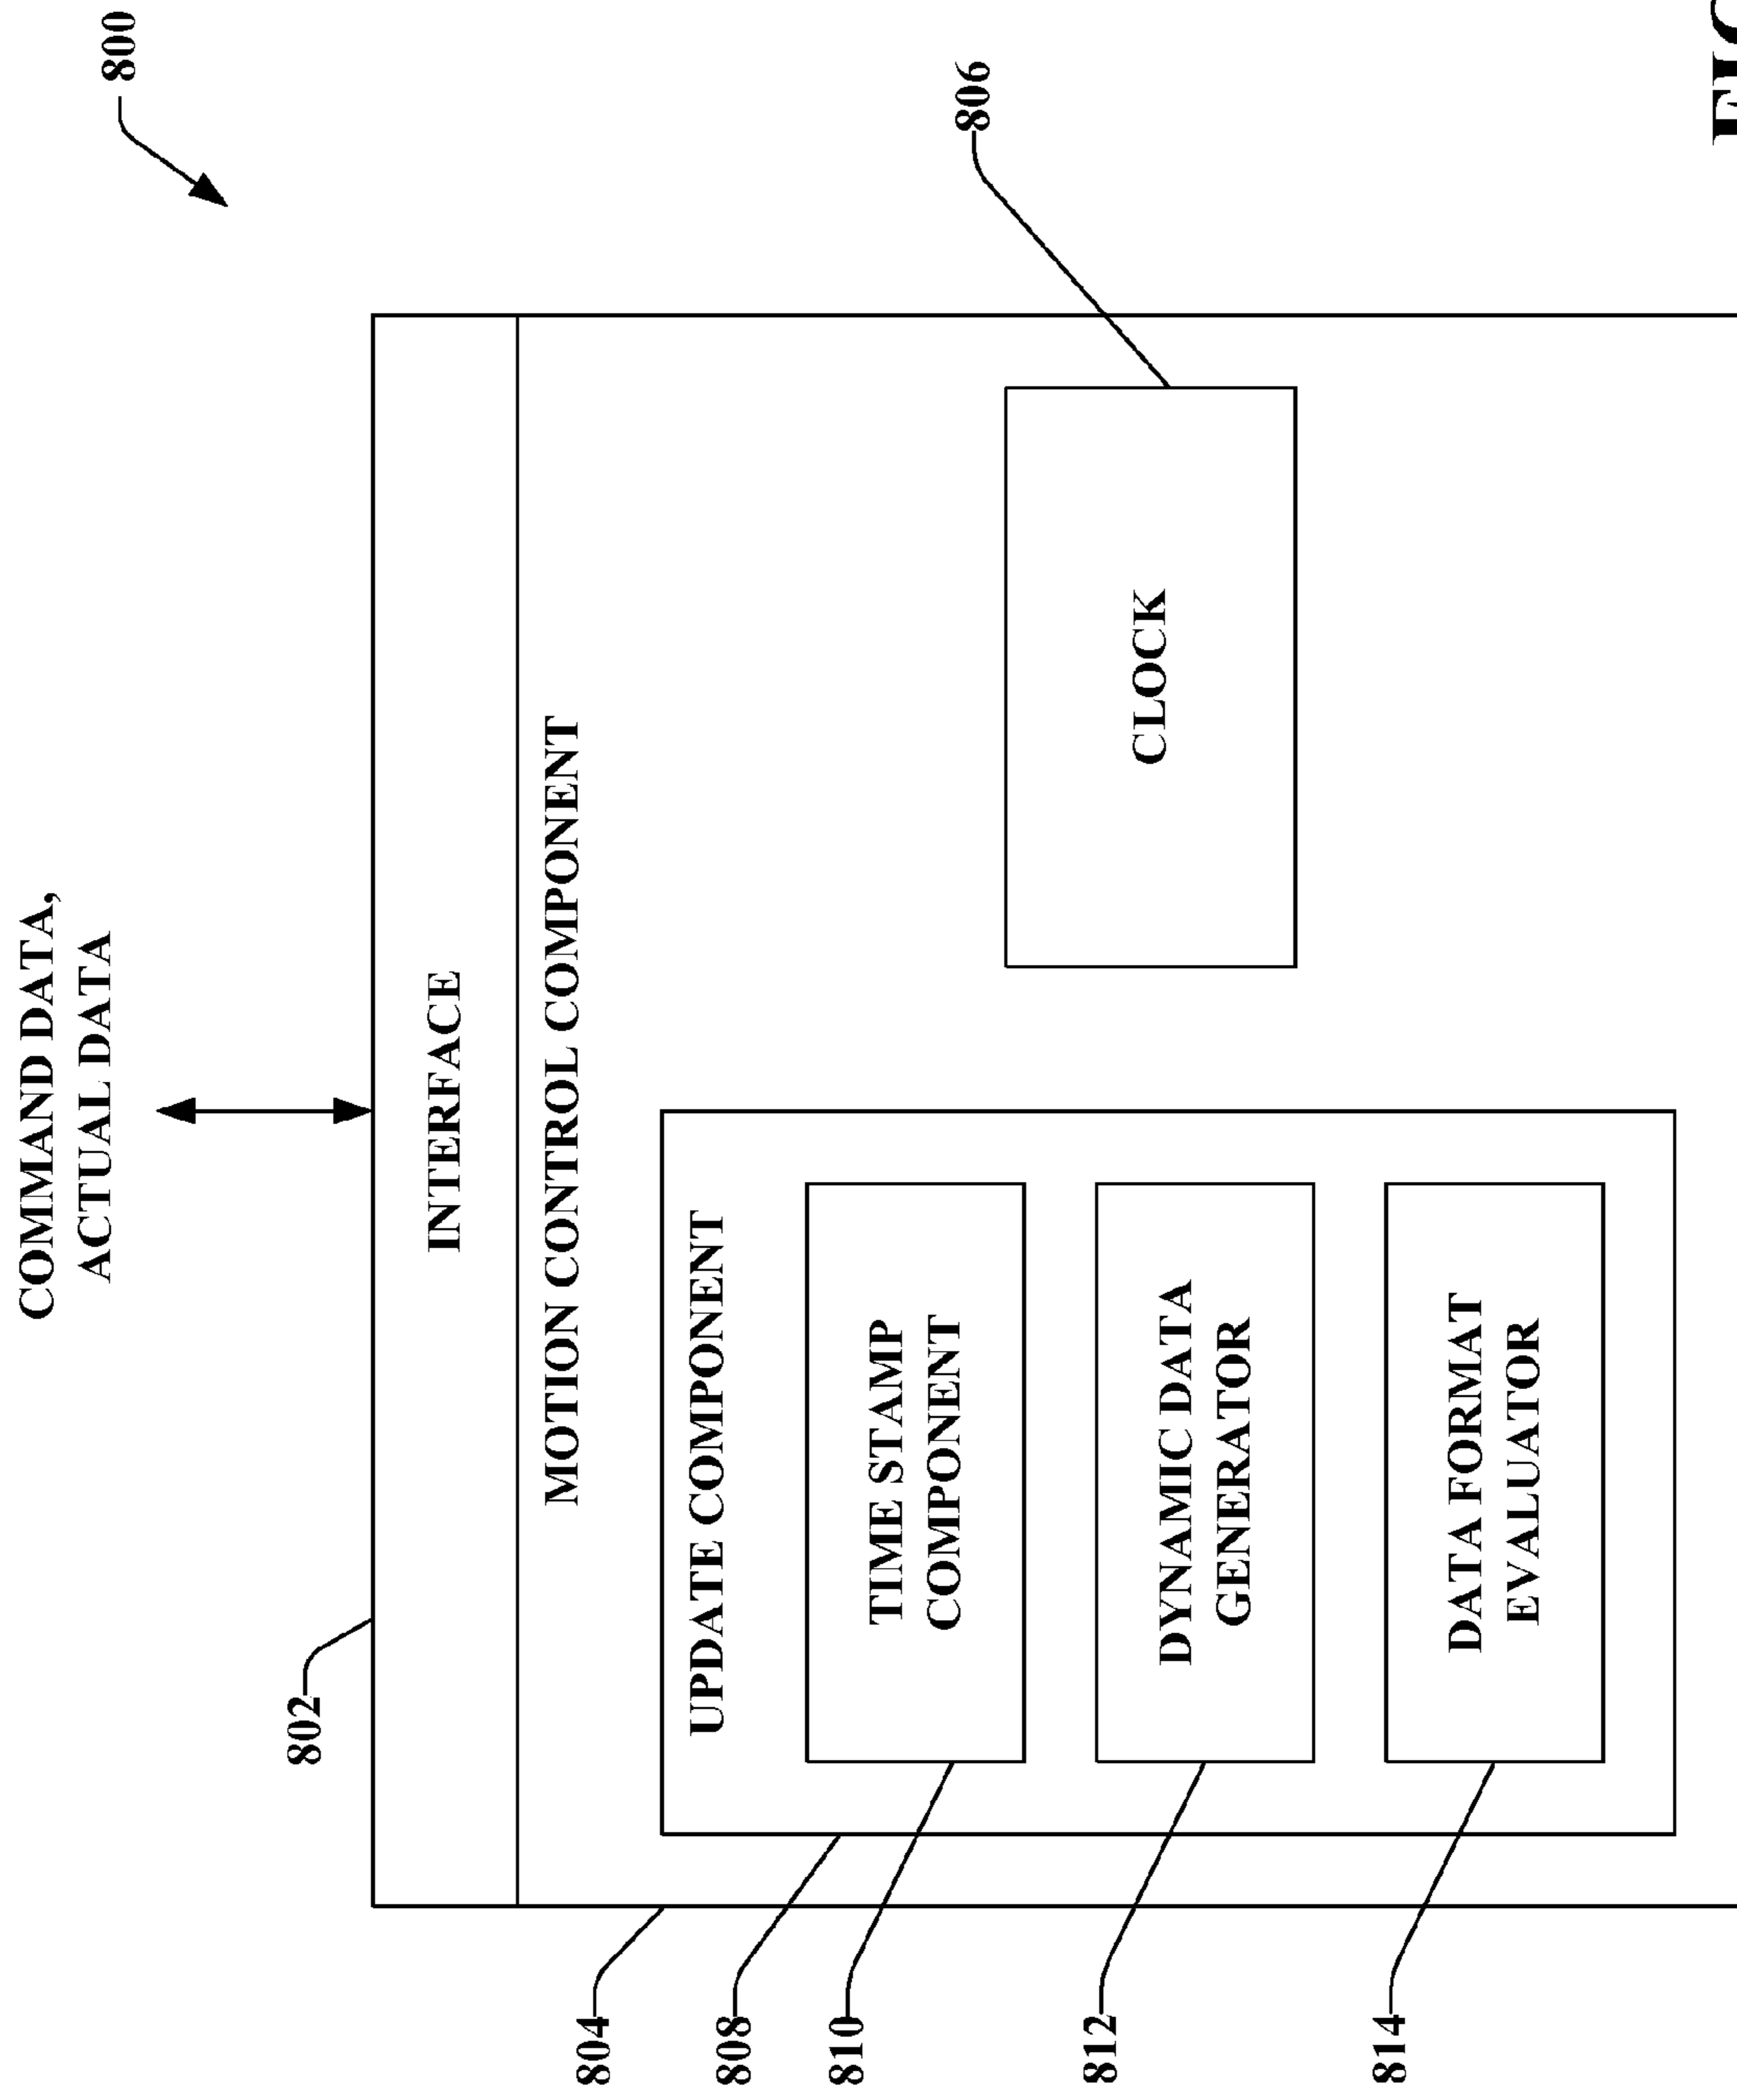 800
COMMAND DATA,
ACTUAL DATA
802
INTERFACE
804
MOTION CONTROL COMPONENT
806
808
UPDATE COMPONENT
CLOCK
810
TIME STAMP
COMPONENT
812
DYNAMIC DATA
GENERATOR
814
DATA FORMAT
EVALUATOR